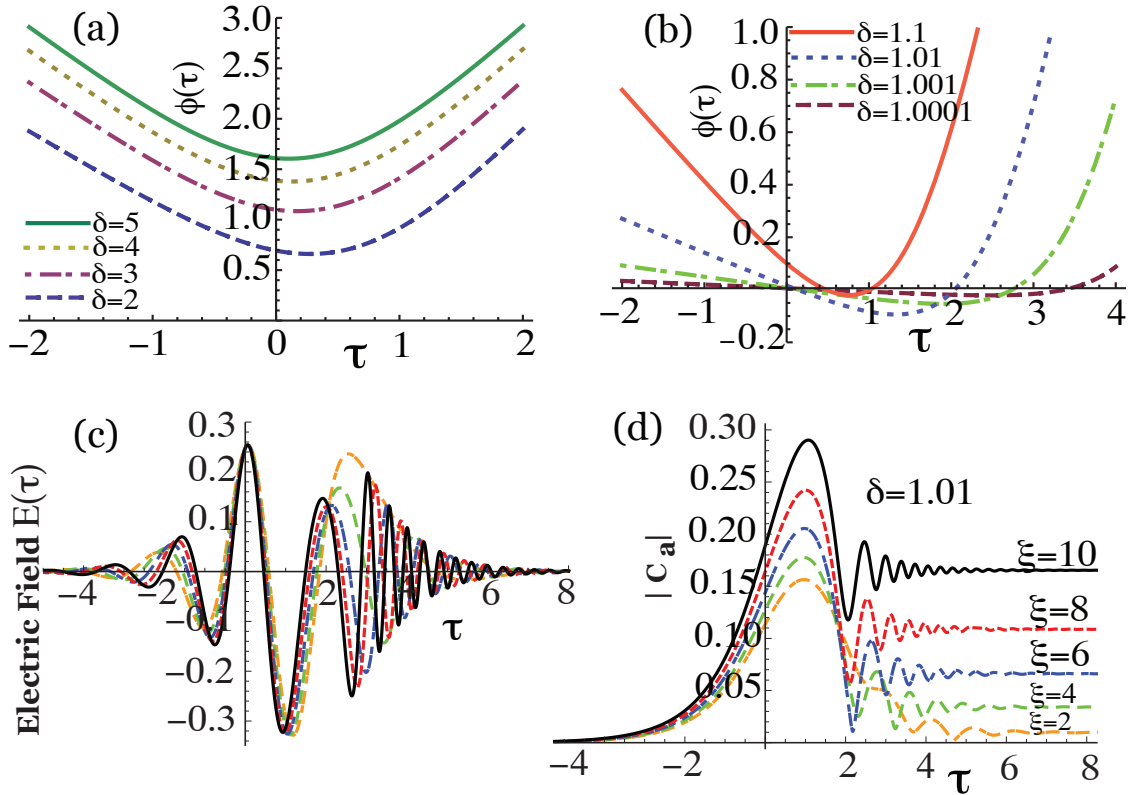 (a)
3.0
2.5
2.0
1.5
1.0
0.5
ϕ(τ)
δ=5
δ=4
δ=3
δ=2
−2 −1 0 1 2
τ
(b)
1.0
0.8
0.6
0.4
0.2
−0.2
ϕ(τ)
δ=1.1
δ=1.01
δ=1.001
δ=1.0001
−2 −1 1 2 3 4
τ
(c)
0.3
0.2
0.1
−0.1
−0.2
−0.3
Electric Field E(τ)
−4 −2 2 4 6 8
τ
(d)
0.30
0.25
0.20
0.15
0.10
0.05
| C a |
δ=1.01
ξ=10
ξ=8
ξ=6
ξ=4
ξ=2
−4 −2 2 4 6 8
τ